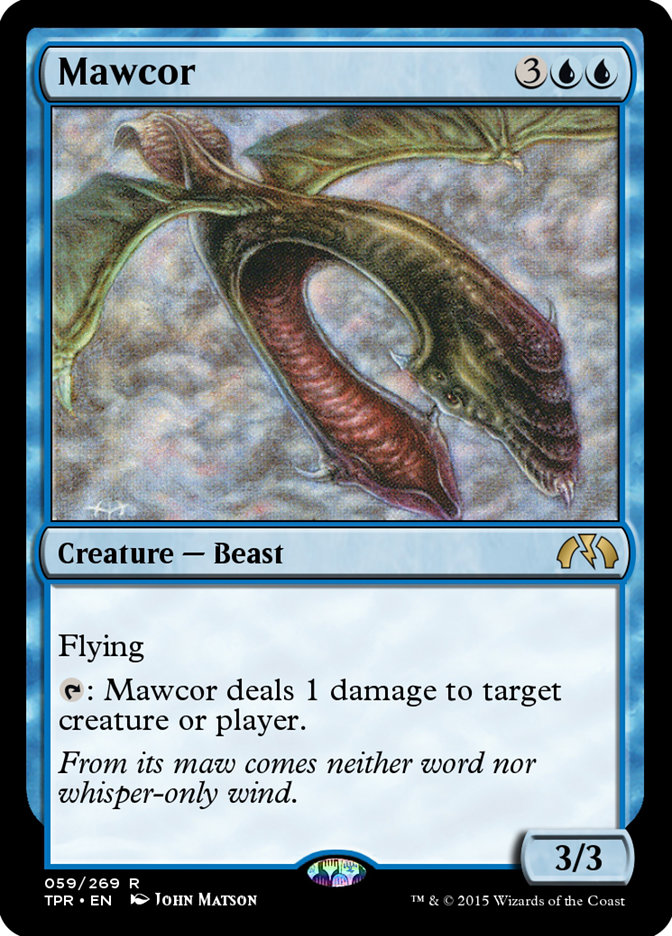 Mawcor 3
Creature — Beast
Flying
: Mawcor deals 1 damage to target
creature or player.
From its maw comes neither word nor
whisper-only wind.
3/3
059/269 R
TPR • EN John Matson
™ & © 2015 Wizards of the Coast